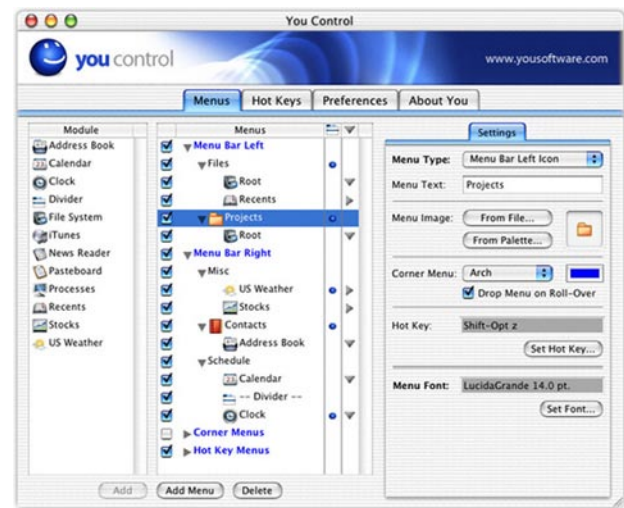 You Control
you control
www.yousoftware.com
Menus Hot Keys Preferences About You
Module
Address Book
Calendar
Clock
Divider
File System
iTunes
News Reader
Pasteboard
Processes
Recents
Stocks
US Weather
Menus
Menu Bar Left
Files
Root
Recents
Projects
Root
Menu Bar Right
Misc
US Weather
Stocks
Contacts
Address Book
Schedule
Calendar
-- Divider --
Clock
Corner Menus
Hot Key Menus
Settings
Menu Type: Menu Bar Left Icon
Menu Text: Projects
Menu Image: From File...
From Palette...
Corner Menu: Arch
Drop Menu on Roll-Over
Hot Key: Shift-Opt z
Set Hot Key...
Menu Font: LucidaGrande 14.0 pt.
Set Font...
Add Add Menu Delete